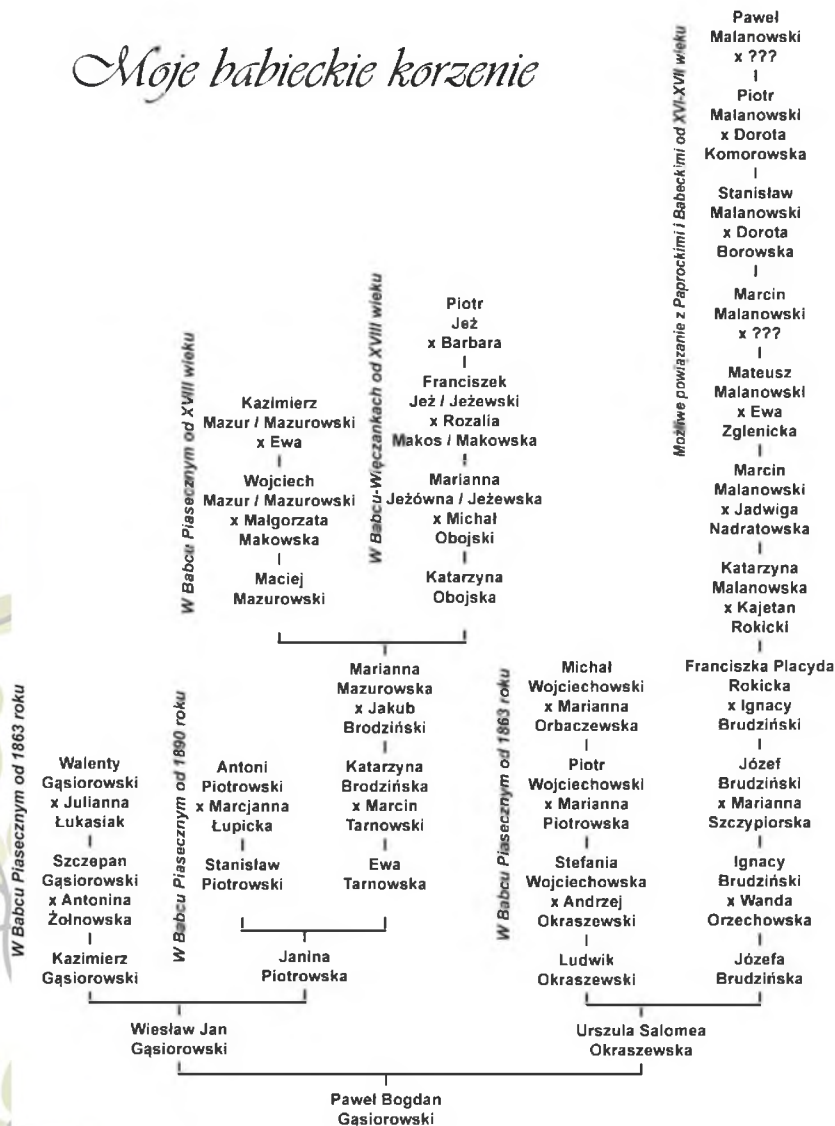 Moje babieckie korzenie
Możliwe powiązanie z Paprockimi i Babeckimi od XVI-XVII wieku
Paweł
Malanowski
x ???
Piotr
Malanowski
x Dorota
Komorowska
Stanisław
Malanowski
x Dorota
Borowska
Marcin
Malanowski
x ???
Mateusz
Malanowski
x Ewa
Zglenicka
Marcin
Malanowski
x Jadwiga
Nadratowska
Katarzyna
Malanowska
x Kajetan
Rokicki
Franciszka Placyda
Rokicka
x Ignacy
Brudziński
Józef
Brudziński
x Marianna
Szczypiorska
Ignacy
Brudziński
x Wanda
Orzechowska
Józefa
Brudzińska
W Babcu-Więczankach od XVIII wieku
Piotr
Jeż
x Barbara
Franciszek
Jeż / Jeżewski
x Rozalia
Makos / Makowska
Marianna
Jeżówna / Jeżewska
x Michał
Obojski
Katarzyna
Obojska
W Babcu Piasecznym od XVIII wieku
Kazimierz
Mazur / Mazurowski
x Ewa
Wojciech
Mazur / Mazurowski
x Małgorzata
Makowska
Maciej
Mazurowski
Marianna
Mazurowska
x Jakub
Brodziński
Katarzyna
Brodzińska
x Marcin
Tarnowski
Ewa
Tarnowska
W Babcu Piasecznym od 1863 roku
Michał
Wojciechowski
x Marianna
Orbaczewska
Piotr
Wojciechowski
x Marianna
Piotrowska
Stefania
Wojciechowska
x Andrzej
Okraszewski
Ludwik
Okraszewski
W Babcu Piasecznym od 1890 roku
Antoni
Piotrowski
x Marcjanna
Łupicka
Stanisław
Piotrowski
Janina
Piotrowska
W Babcu Piasecznym od 1863 roku
Walenty
Gąsiorowski
x Julianna
Łukasiak
Szczepan
Gąsiorowski
x Antonina
Żołnowska
Kazimierz
Gąsiorowski
Wiesław Jan
Gąsiorowski
Urszula Salomea
Okraszewska
Paweł Bogdan
Gąsiorowski